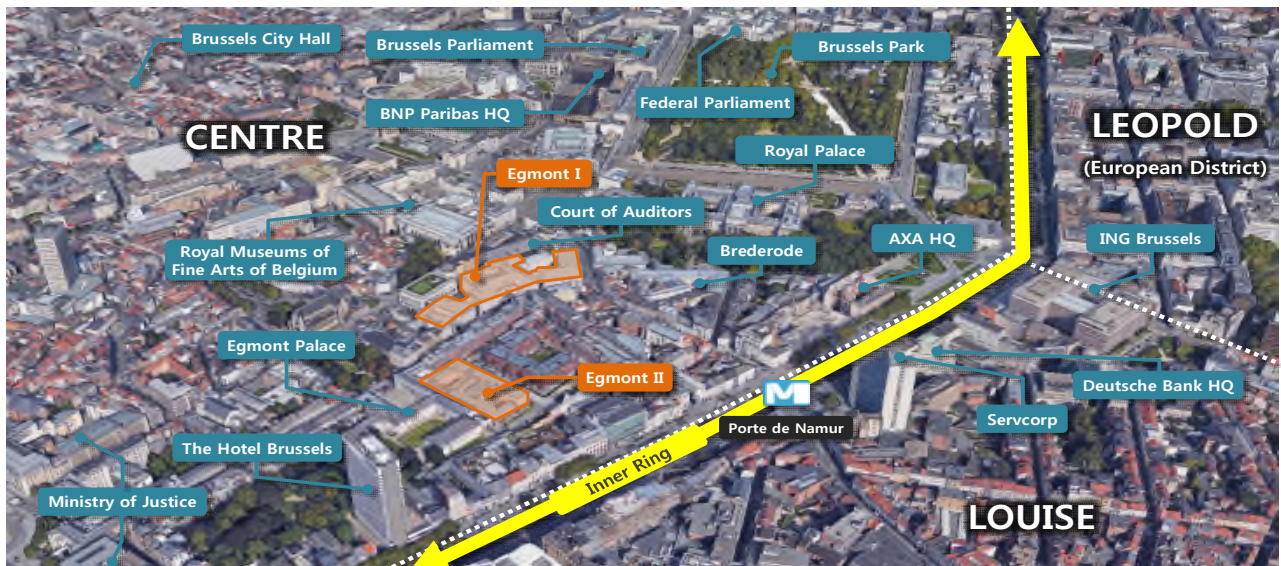 Brussels City Hall
Brussels Parliament
Brussels Park
BNP Paribas HQ
Federal Parliament
CENTRE
LEOPOLD
(European District)
Royal Palace
Egmont I
Court of Auditors
Royal Museums of
Fine Arts of Belgium
Brederode
AXA HQ
ING Brussels
Egmont Palace
Egmont II
Deutsche Bank HQ
M
Servcorp
Porte de Namur
The Hotel Brussels
Inner Ring
Ministry of Justice
LOUISE